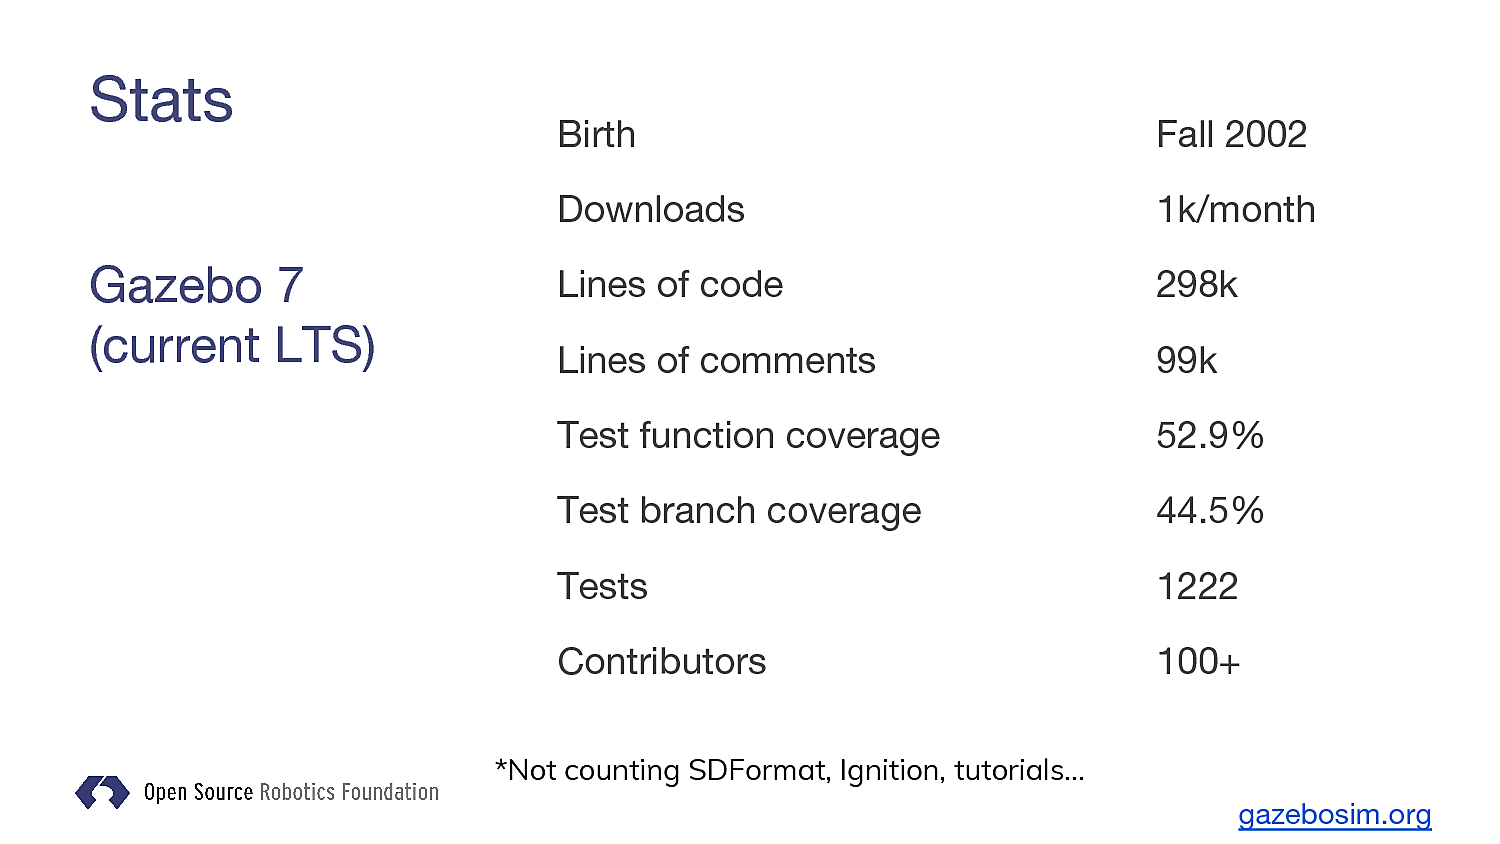 Stats
Gazebo 7
(current LTS)
Birth Fall 2002
Downloads 1k/month
Lines of code 298k
Lines of comments 99k
Test function coverage 52.9%
Test branch coverage 44.5%
Tests 1222
Contributors 100+
*Not counting SDFormat, Ignition, tutorials...
Open Source Robotics Foundation
gazebosim.org